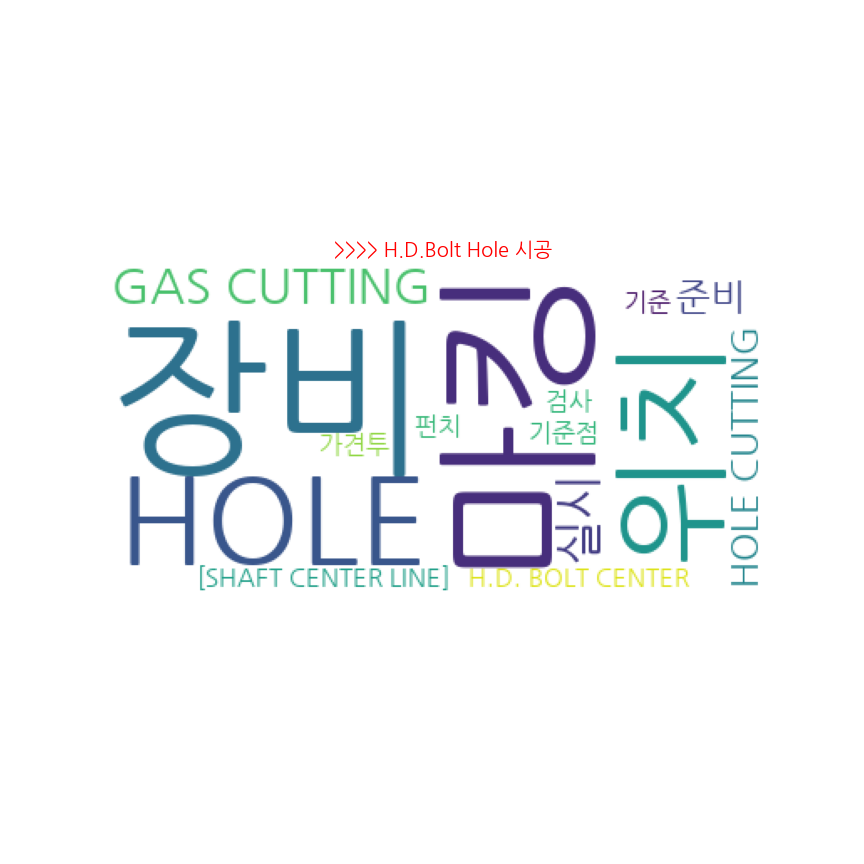 >>>> H.D.Bolt Hole 시공
GAS CUTTING
마킹
기준
준비
장비
위치
HOLE CUTTING
검사
펀치
기준점
가견투
HOLE
실시
[SHAFT CENTER LINE]
H.D. BOLT CENTER